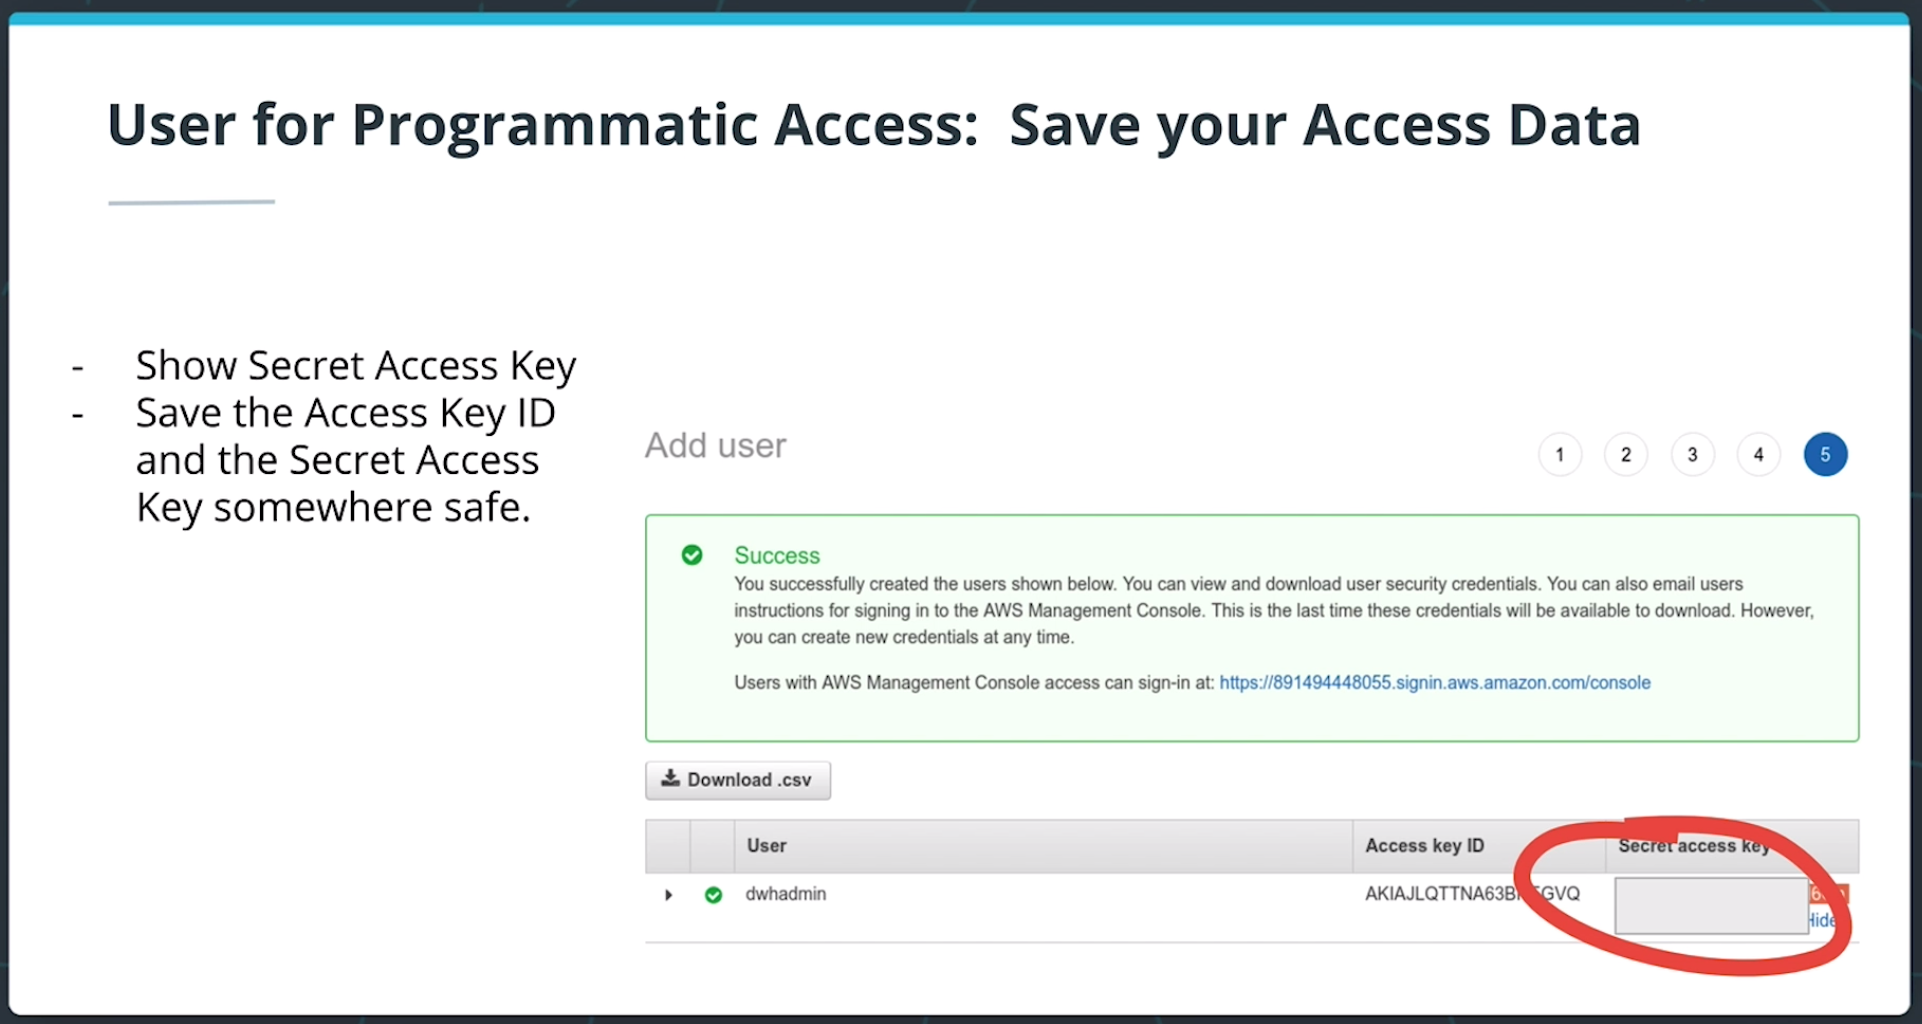 User for Programmatic Access: Save your Access Data
- Show Secret Access Key
- Save the Access Key ID
and the Secret Access
Key somewhere safe.
Add user
1 2 3 4 5
Success
You successfully created the users shown below. You can view and download user security credentials. You can also email users
instructions for signing in to the AWS Management Console. This is the last time these credentials will be available to download. However,
you can create new credentials at any time.
Users with AWS Management Console access can sign-in at: https://891494448055.signin.aws.amazon.com/console
Download .csv
User Access key ID Secret access key
dwhadmin
Hide